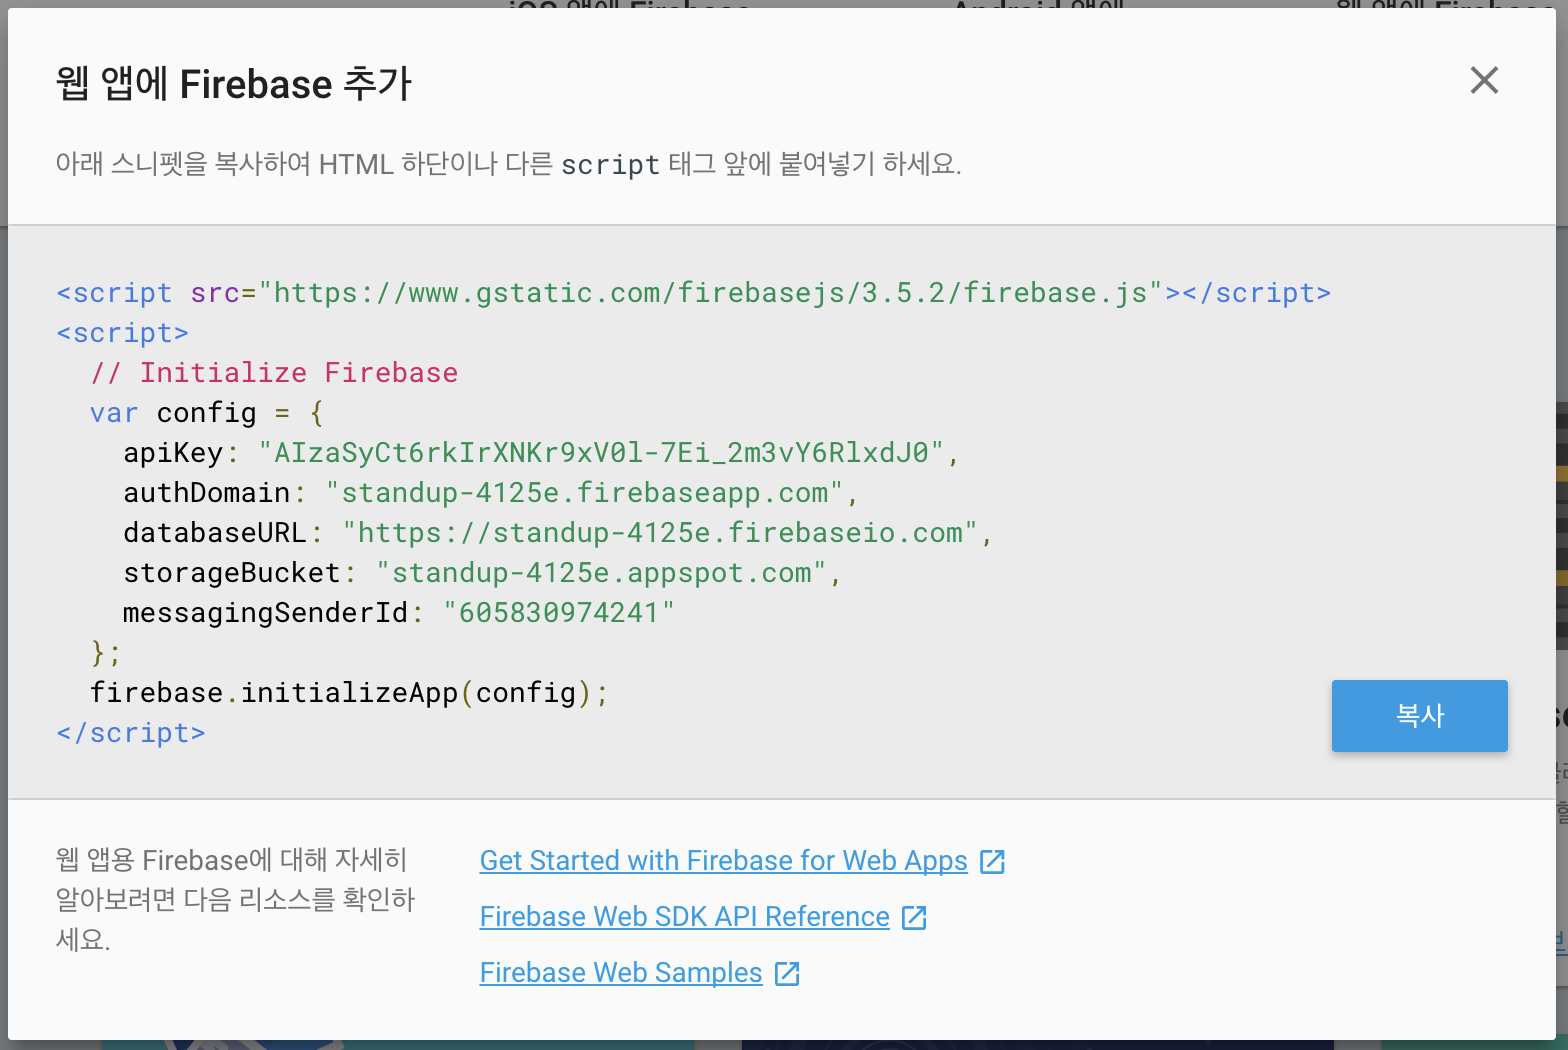 웹 앱에 Firebase 추가
아래 스니펫을 복사하여 HTML 하단이나 다른 script 태그 앞에 붙여넣기 하세요.
<script src="https://www.gstatic.com/firebasejs/3.5.2/firebase.js"></script>
<script>
  // Initialize Firebase
  var config = {
    apiKey: "AIzaSyCt6rkIrXNKr9xV0l-7Ei_2m3vY6RlxdJ0",
    authDomain: "standup-4125e.firebaseapp.com",
    databaseURL: "https://standup-4125e.firebaseio.com",
    storageBucket: "standup-4125e.appspot.com",
    messagingSenderId: "605830974241"
  };
  firebase.initializeApp(config);
</script>
복사
웹 앱용 Firebase에 대해 자세히
알아보려면 다음 리소스를 확인하
세요.
Get Started with Firebase for Web Apps
Firebase Web SDK API Reference
Firebase Web Samples